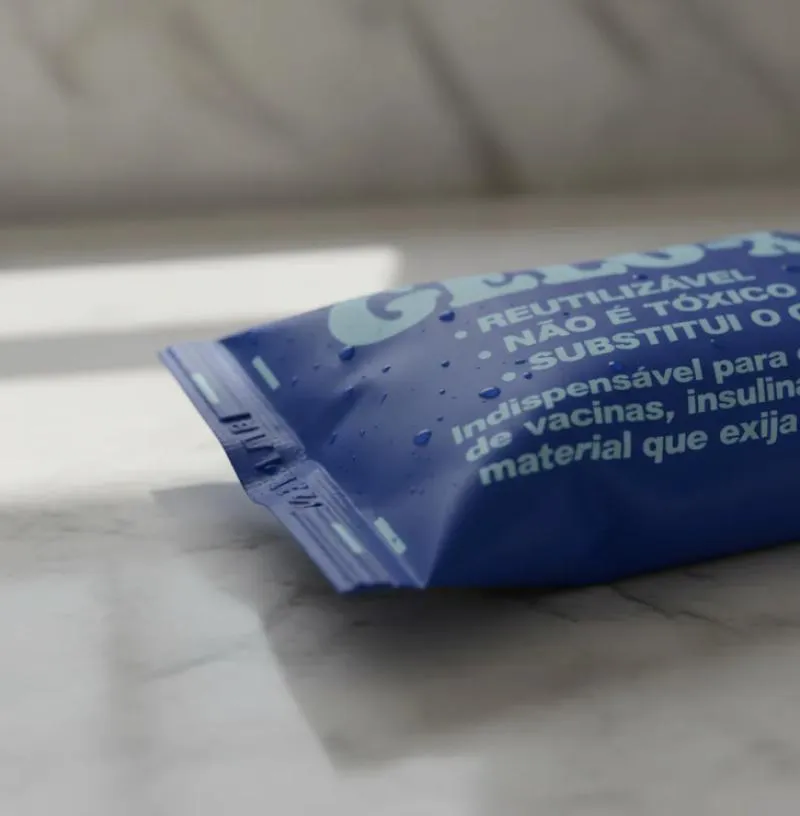 • REUTILIZÁVEL
• NÃO É TÓXICO
• SUBSTITUI O
Indispensável para
de vacinas, insulina
material que exija